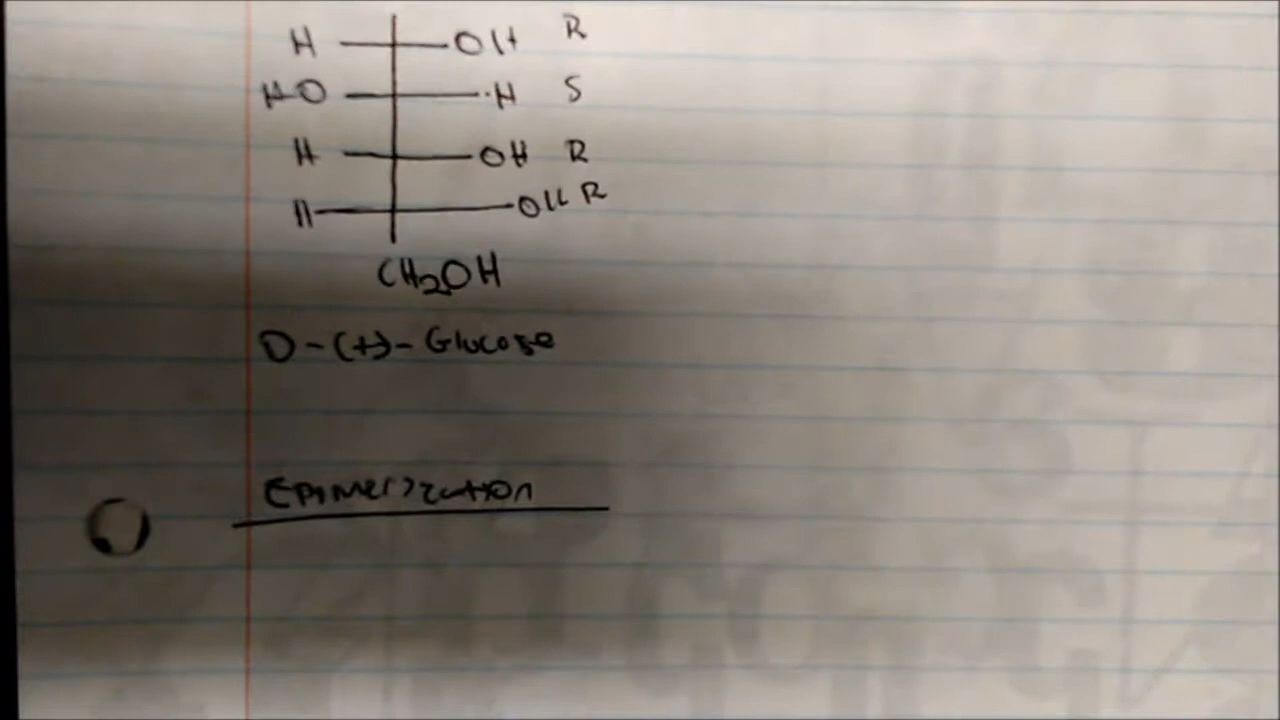 H OH R
HO H S
H OH R
H OH R
CH2OH
D-(+)-Glucose
Epimerization